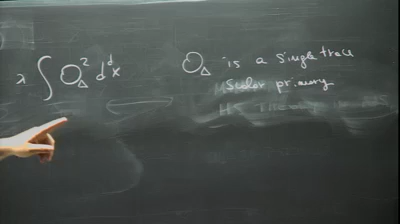 λ ∫ O_Δ² d^d x
O_Δ is a single trace
Scalar primary